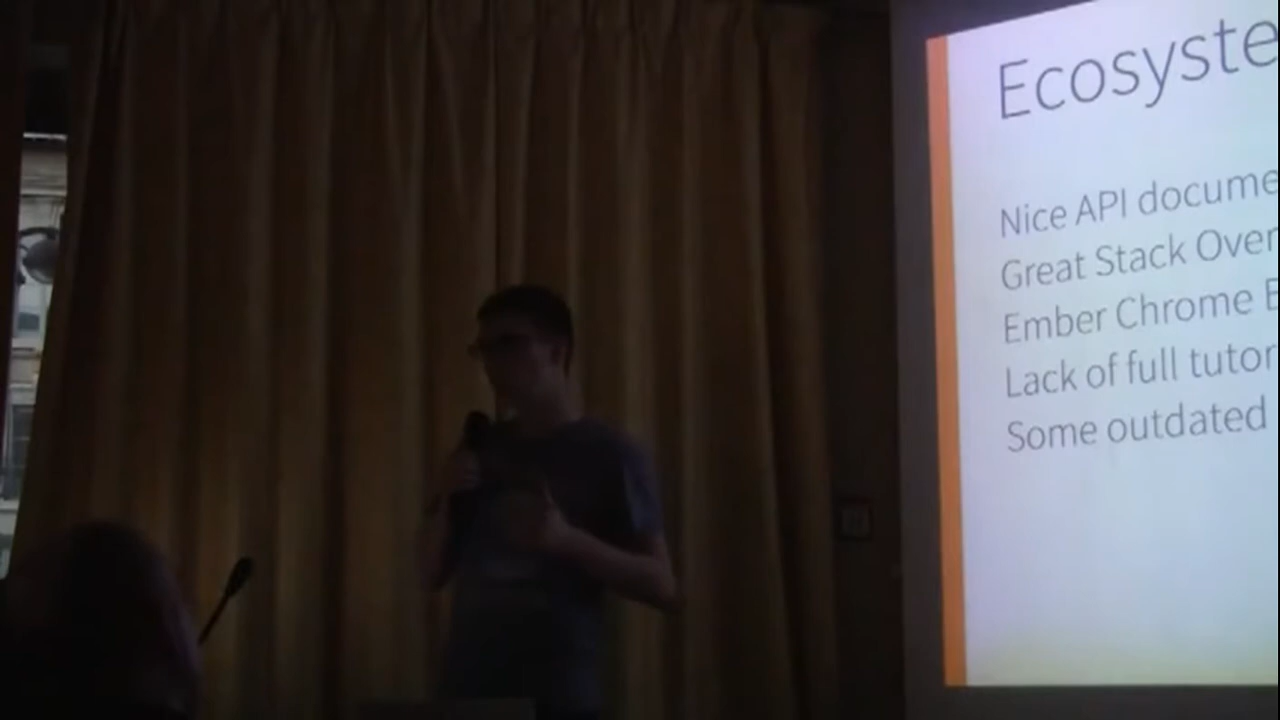 Ecosyste
Nice API docume
Great Stack Over
Ember Chrome E
Lack of full tutor
Some outdated